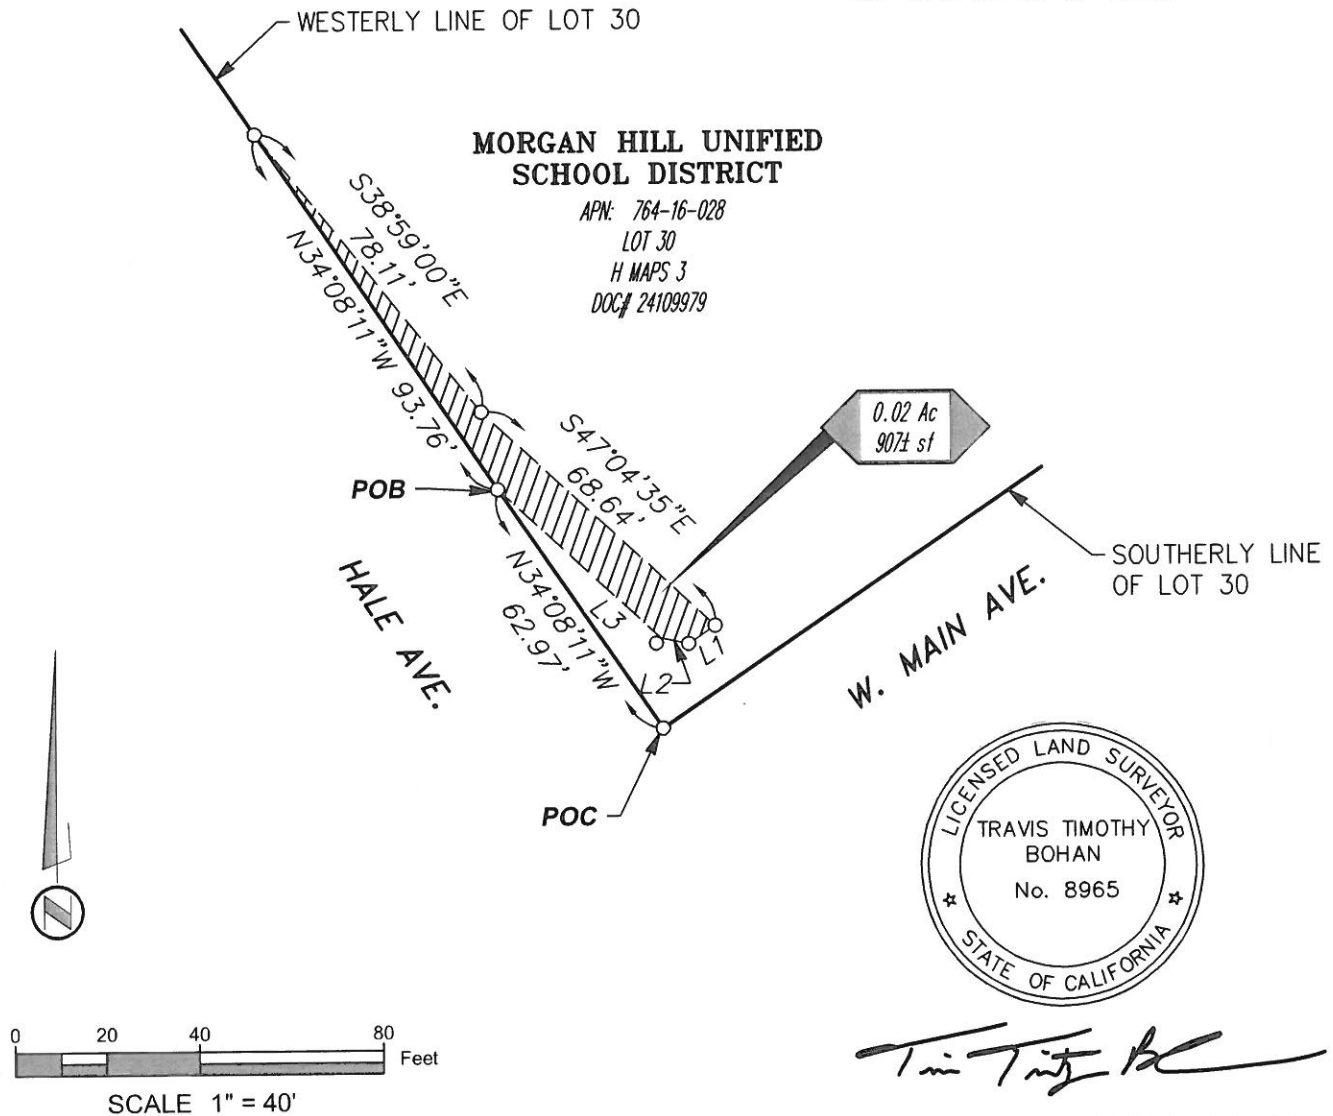 WESTERLY LINE OF LOT 30
MORGAN HILL UNIFIED
SCHOOL DISTRICT
APN: 764-16-028
LOT 30
H MAPS 3
DOC# 24109979
S38°59'00"E
78.11'
N34°08'11"W 93.76'
0.02 Ac
907± sf
S47°04'35"E
68.64'
POB
SOUTHERLY LINE
OF LOT 30
HALE AVE.
N34°08'11"W
62.97'
L3
L1
L2
W. MAIN AVE.
POC
LICENSED LAND SURVEYOR
TRAVIS TIMOTHY
BOHAN
No. 8965
STATE OF CALIFORNIA
N
0 20 40 80
Feet
SCALE 1" = 40'